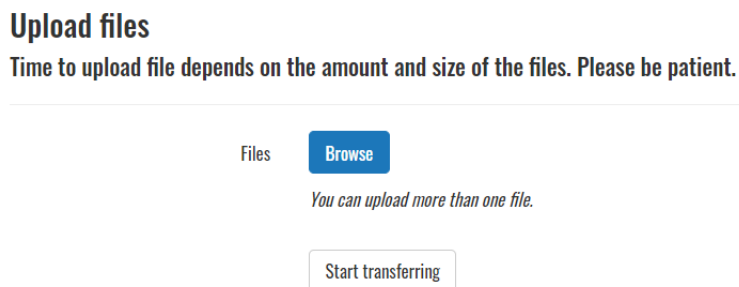 Upload files
Time to upload file depends on the amount and size of the files. Please be patient.
Files
Browse
You can upload more than one file.
Start transferring